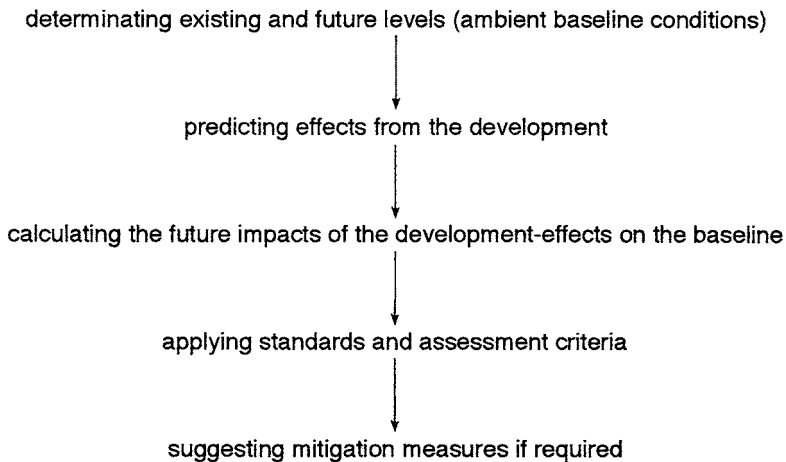 determinating existing and future levels (ambient baseline conditions)
predicting effects from the development
calculating the future impacts of the development-effects on the baseline
applying standards and assessment criteria
suggesting mitigation measures if required